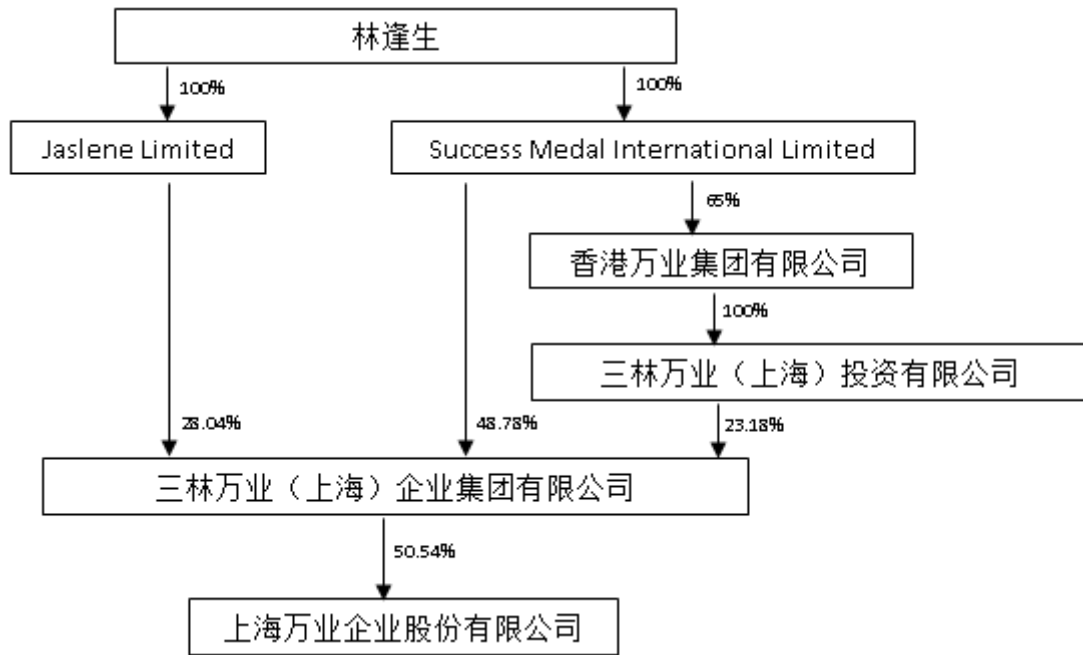 林逢生
100%
100%
Jaslene Limited
Success Medal International Limited
65%
香港万业集团有限公司
100%
三林万业（上海）投资有限公司
28.04%
48.78%
23.18%
三林万业（上海）企业集团有限公司
50.54%
上海万业企业股份有限公司